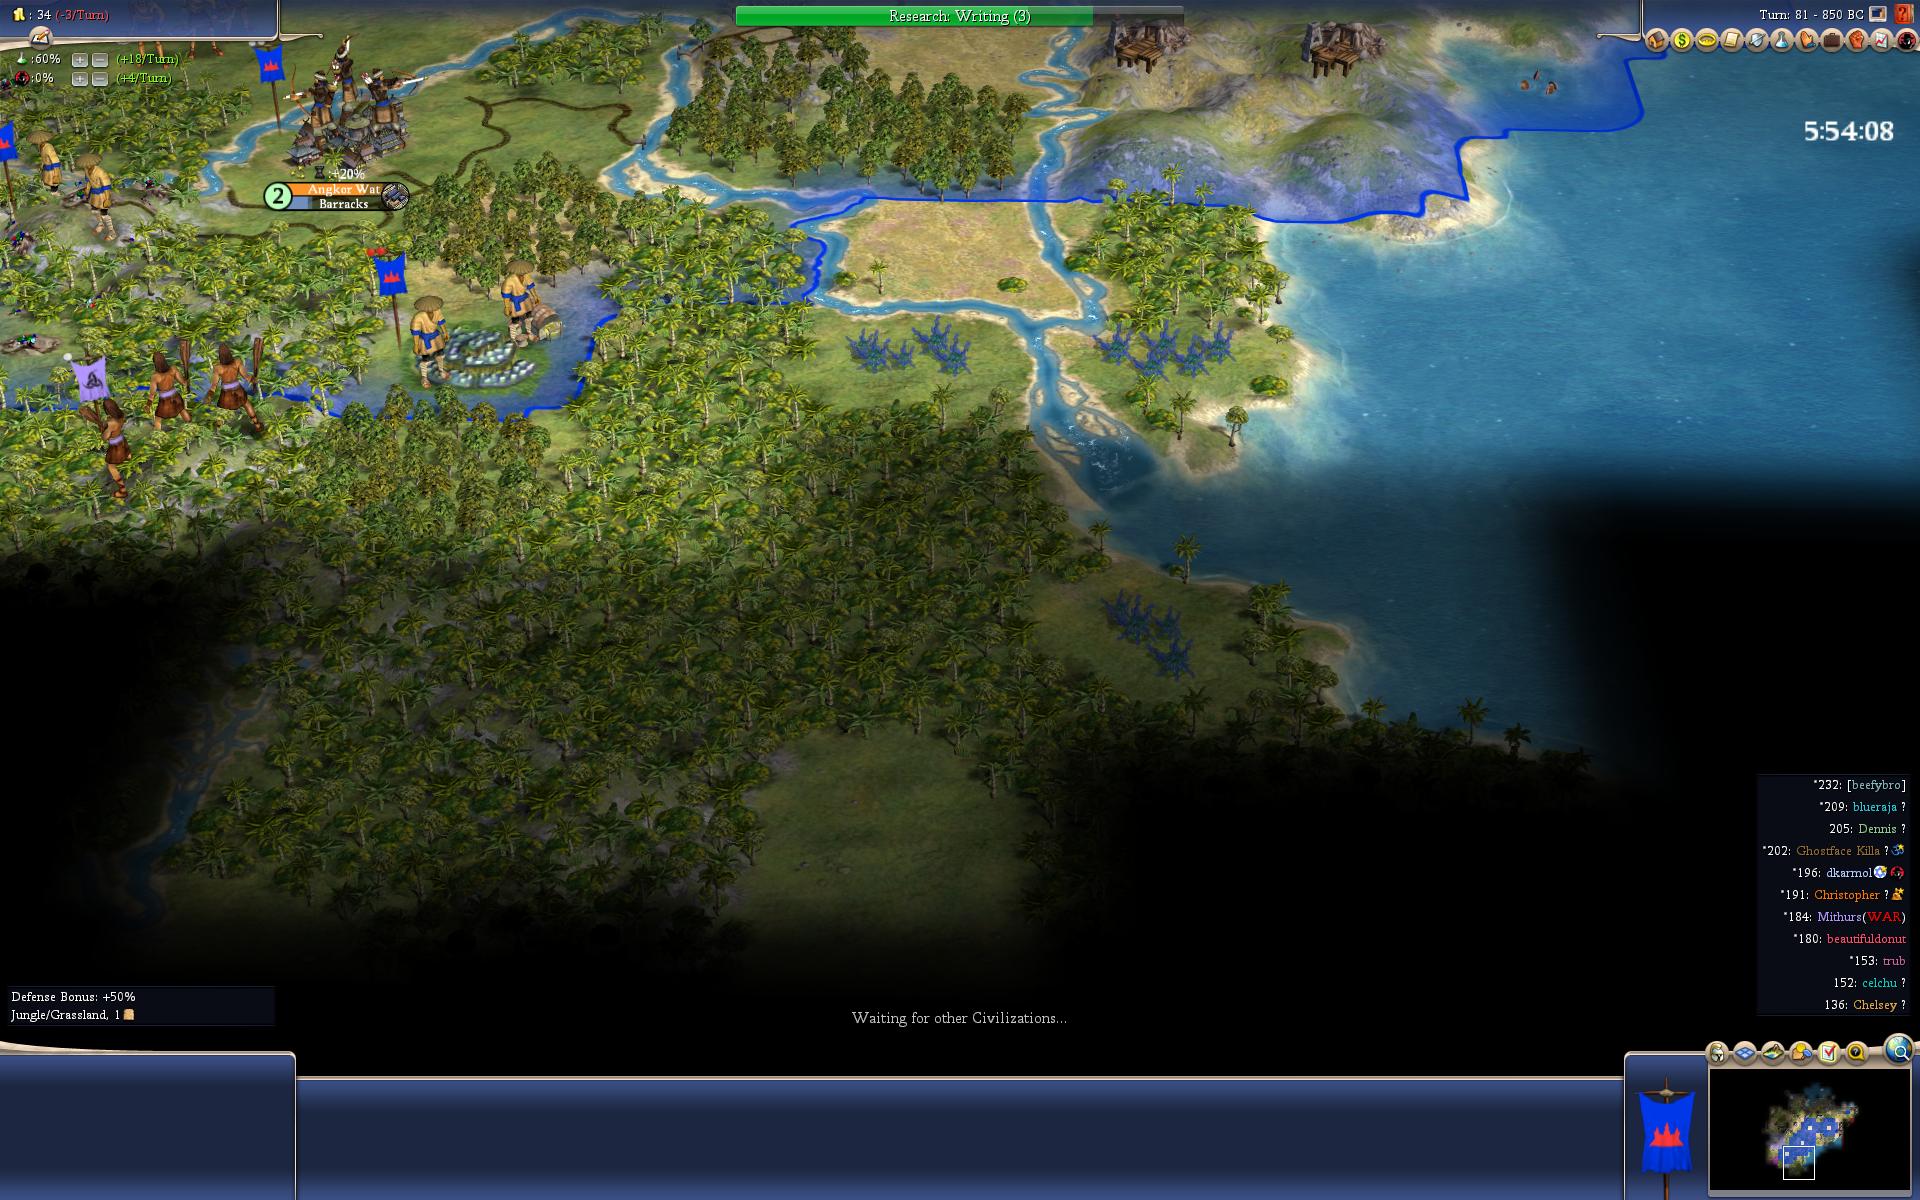 : 34 (-3/Turn)
Research: Writing (3)
Turn: 81 - 850 BC
:60% (+18/Turn)
:0% (+4/Turn)
5:54:08
:+20%
2 Angkor Wat
Barracks
*232: [beefybro]
*209: blueraja ?
205: Dennis ?
*202: Ghostface Killa ?
*196: dkarmol
*191: Christopher ?
*184: Mithurs(WAR)
*180: beautifuldonut
*153: trub
152: celchu ?
136: Chelsey ?
Defense Bonus: +50%
Jungle/Grassland, 1
Waiting for other Civilizations...